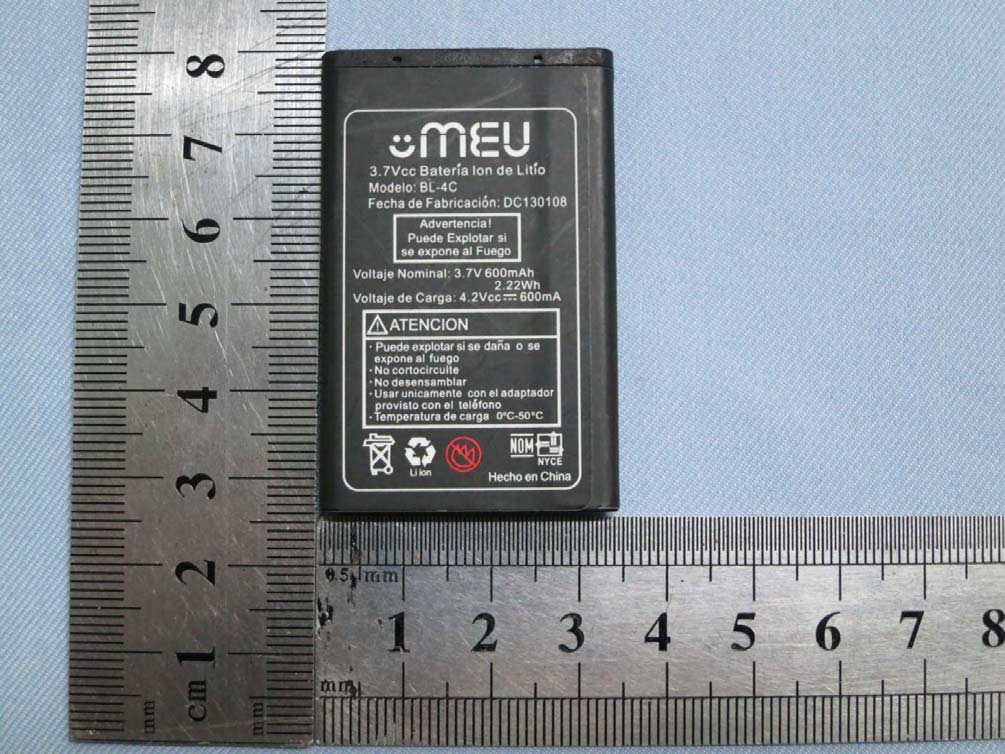 MEU
3.7Vcc Batería Ion de Litío
Modelo: BL-4C
Fecha de Fabricación: DC130108
Advertencia!
Puede Explotar si
se expone al Fuego
Voltaje Nominal: 3.7V 600mAh
2.22Wh
Voltaje de Carga: 4.2Vcc⎓600mA
ATENCION
· Puede explotar si se daña o se
expone al fuego
· No cortocircuite
· No desensamblar
· Usar unicamente con el adaptador
provisto con el teléfono
· Temperatura de carga 0°C-50°C
Li ion
NOM
NYCE
Hecho en China
8
7
6
5
4
3
2
1
cm
mm
mm
0.5 mm
1 2 3 4 5 6 7 8
mm